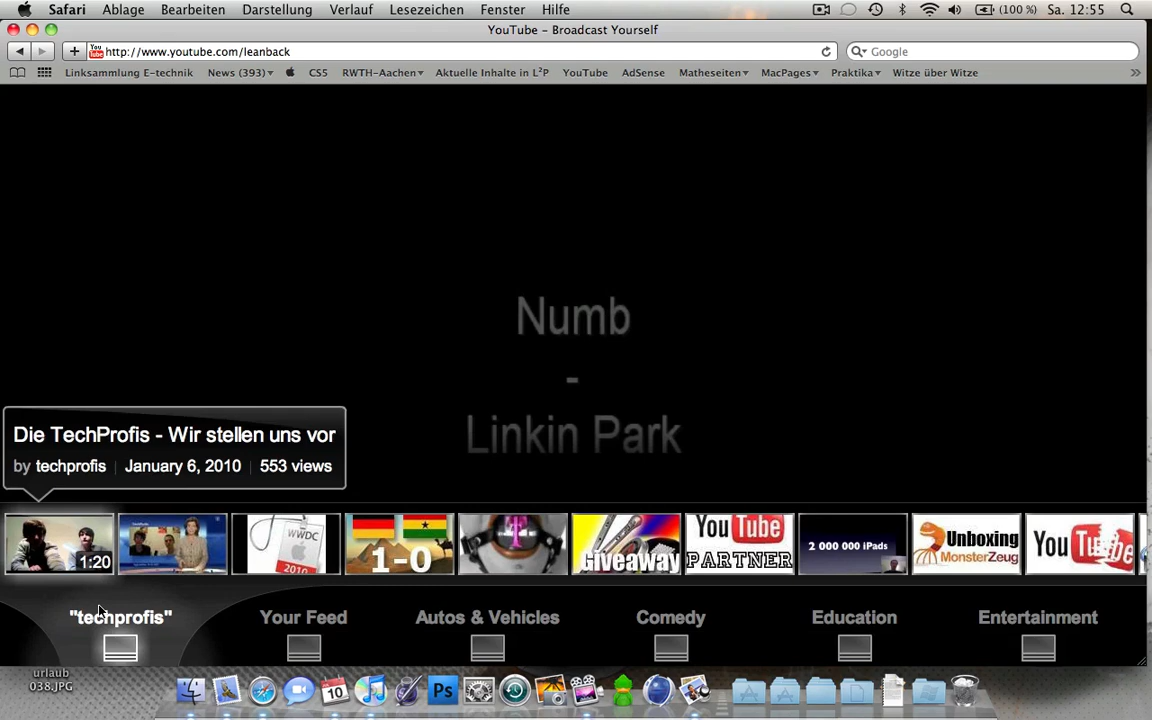 Safari Ablage Bearbeiten Darstellung Verlauf Lesezeichen Fenster Hilfe (100 %) Sa. 12:55
YouTube – Broadcast Yourself
You Tube http://www.youtube.com/leanback Google
Linksammlung E-technik News (393) CS5 RWTH-Aachen Aktuelle Inhalte in L²P YouTube AdSense Matheseiten MacPages Praktika Witze über Witze
Numb
-
Linkin Park
Die TechProfis - Wir stellen uns vor
by techprofis January 6, 2010 553 views
1:20
WWDC
2010
1-0
Giveaway
YouTube
PARTNER
2 000 000 iPads
Unboxing
MonsterZeug
YouTube
"techprofis" Your Feed Autos & Vehicles Comedy Education Entertainment
urlaub
038.JPG
10
Ps